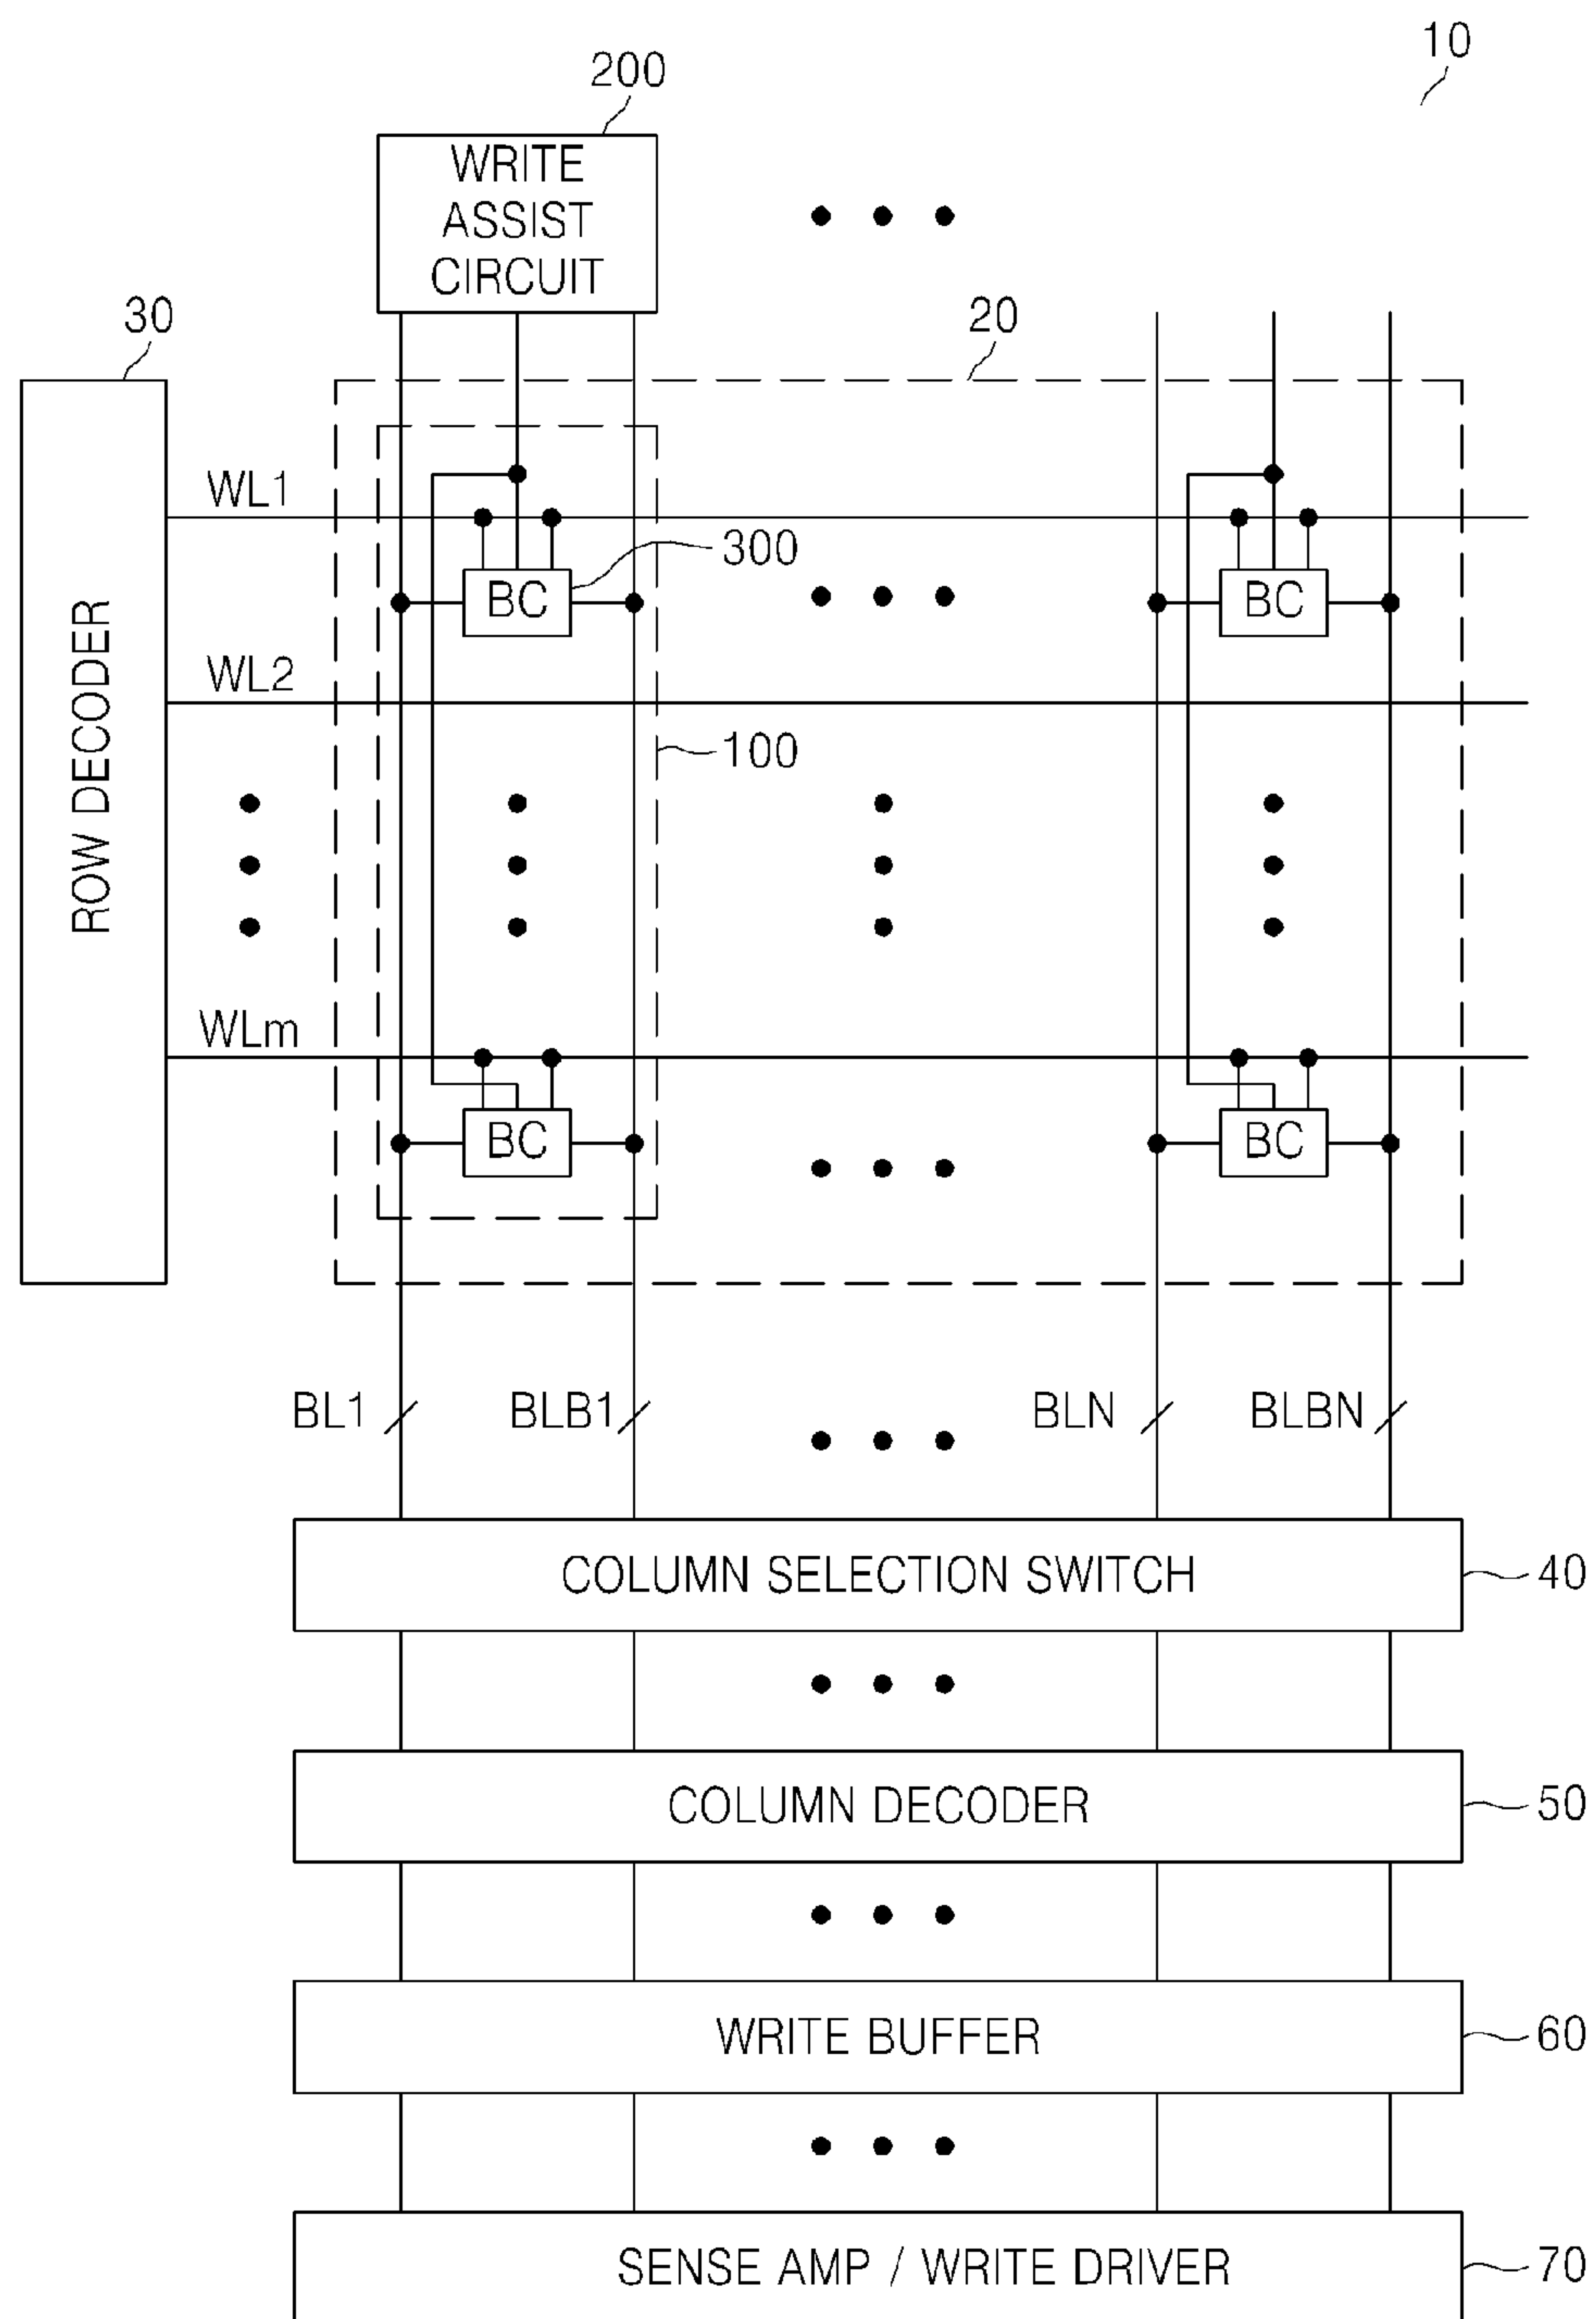 10
200
WRITE
ASSIST
CIRCUIT
30
20
WL1
300
BC
BC
WL2
100
ROW DECODER
WLm
BC
BC
BL1
BLB1
BLN
BLBN
COLUMN SELECTION SWITCH
40
COLUMN DECODER
50
WRITE BUFFER
60
SENSE AMP / WRITE DRIVER
70